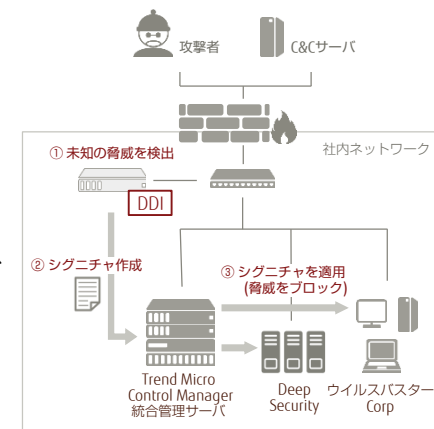 攻撃者
C&Cサーバ
社内ネットワーク
① 未知の脅威を検出
DDI
② シグニチャ作成
③ シグニチャを適用
(脅威をブロック)
Trend Micro
Control Manager
統合管理サーバ
Deep
Security
ウイルスバスター
Corp